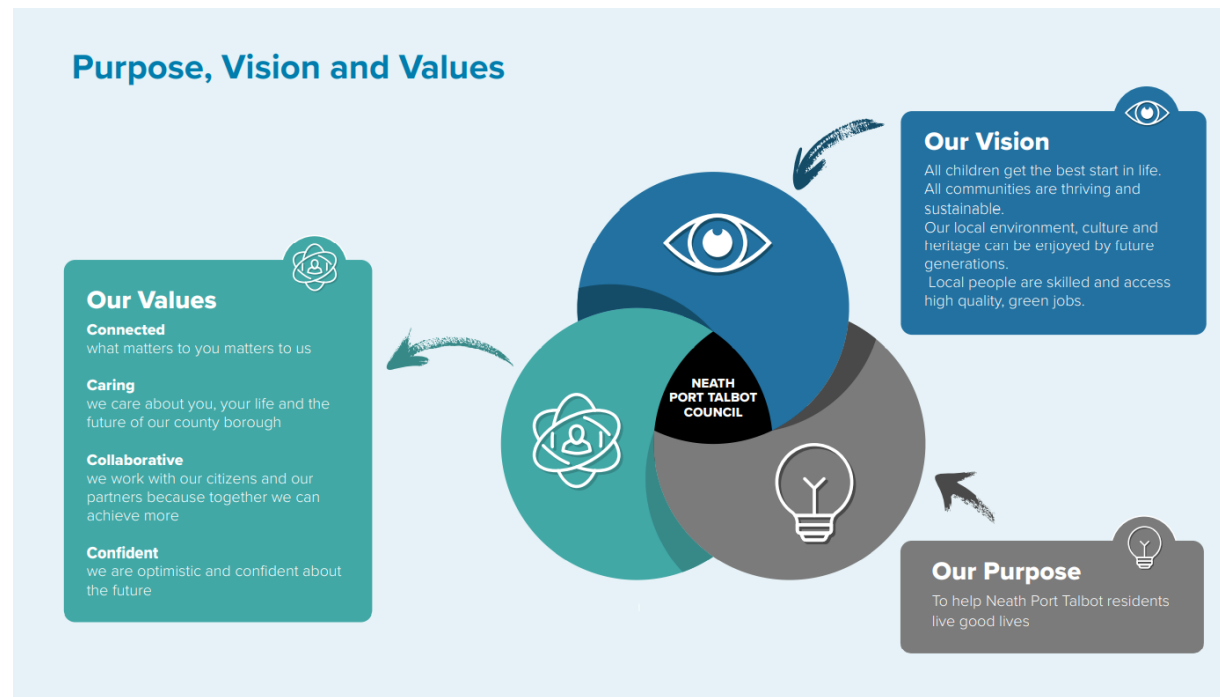 Purpose, Vision and Values
Our Vision
All children get the best start in life.
All communities are thriving and
sustainable.
Our local environment, culture and
heritage can be enjoyed by future
generations.
Local people are skilled and access
high quality, green jobs.
Our Values
Connected
what matters to you matters to us
Caring
we care about you, your life and the
future of our county borough
Collaborative
we work with our citizens and our
partners because together we can
achieve more
Confident
we are optimistic and confident about
the future
NEATH
PORT TALBOT
COUNCIL
Our Purpose
To help Neath Port Talbot residents
live good lives